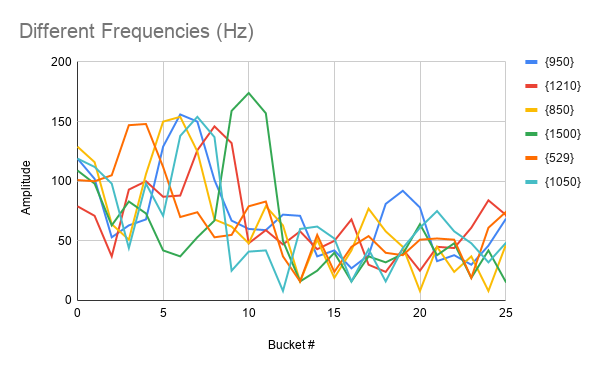 Different Frequencies (Hz)
200
150
100
50
0
0 5 10 15 20 25
Amplitude
Bucket #
{950}
{1210}
{850}
{1500}
{529}
{1050}